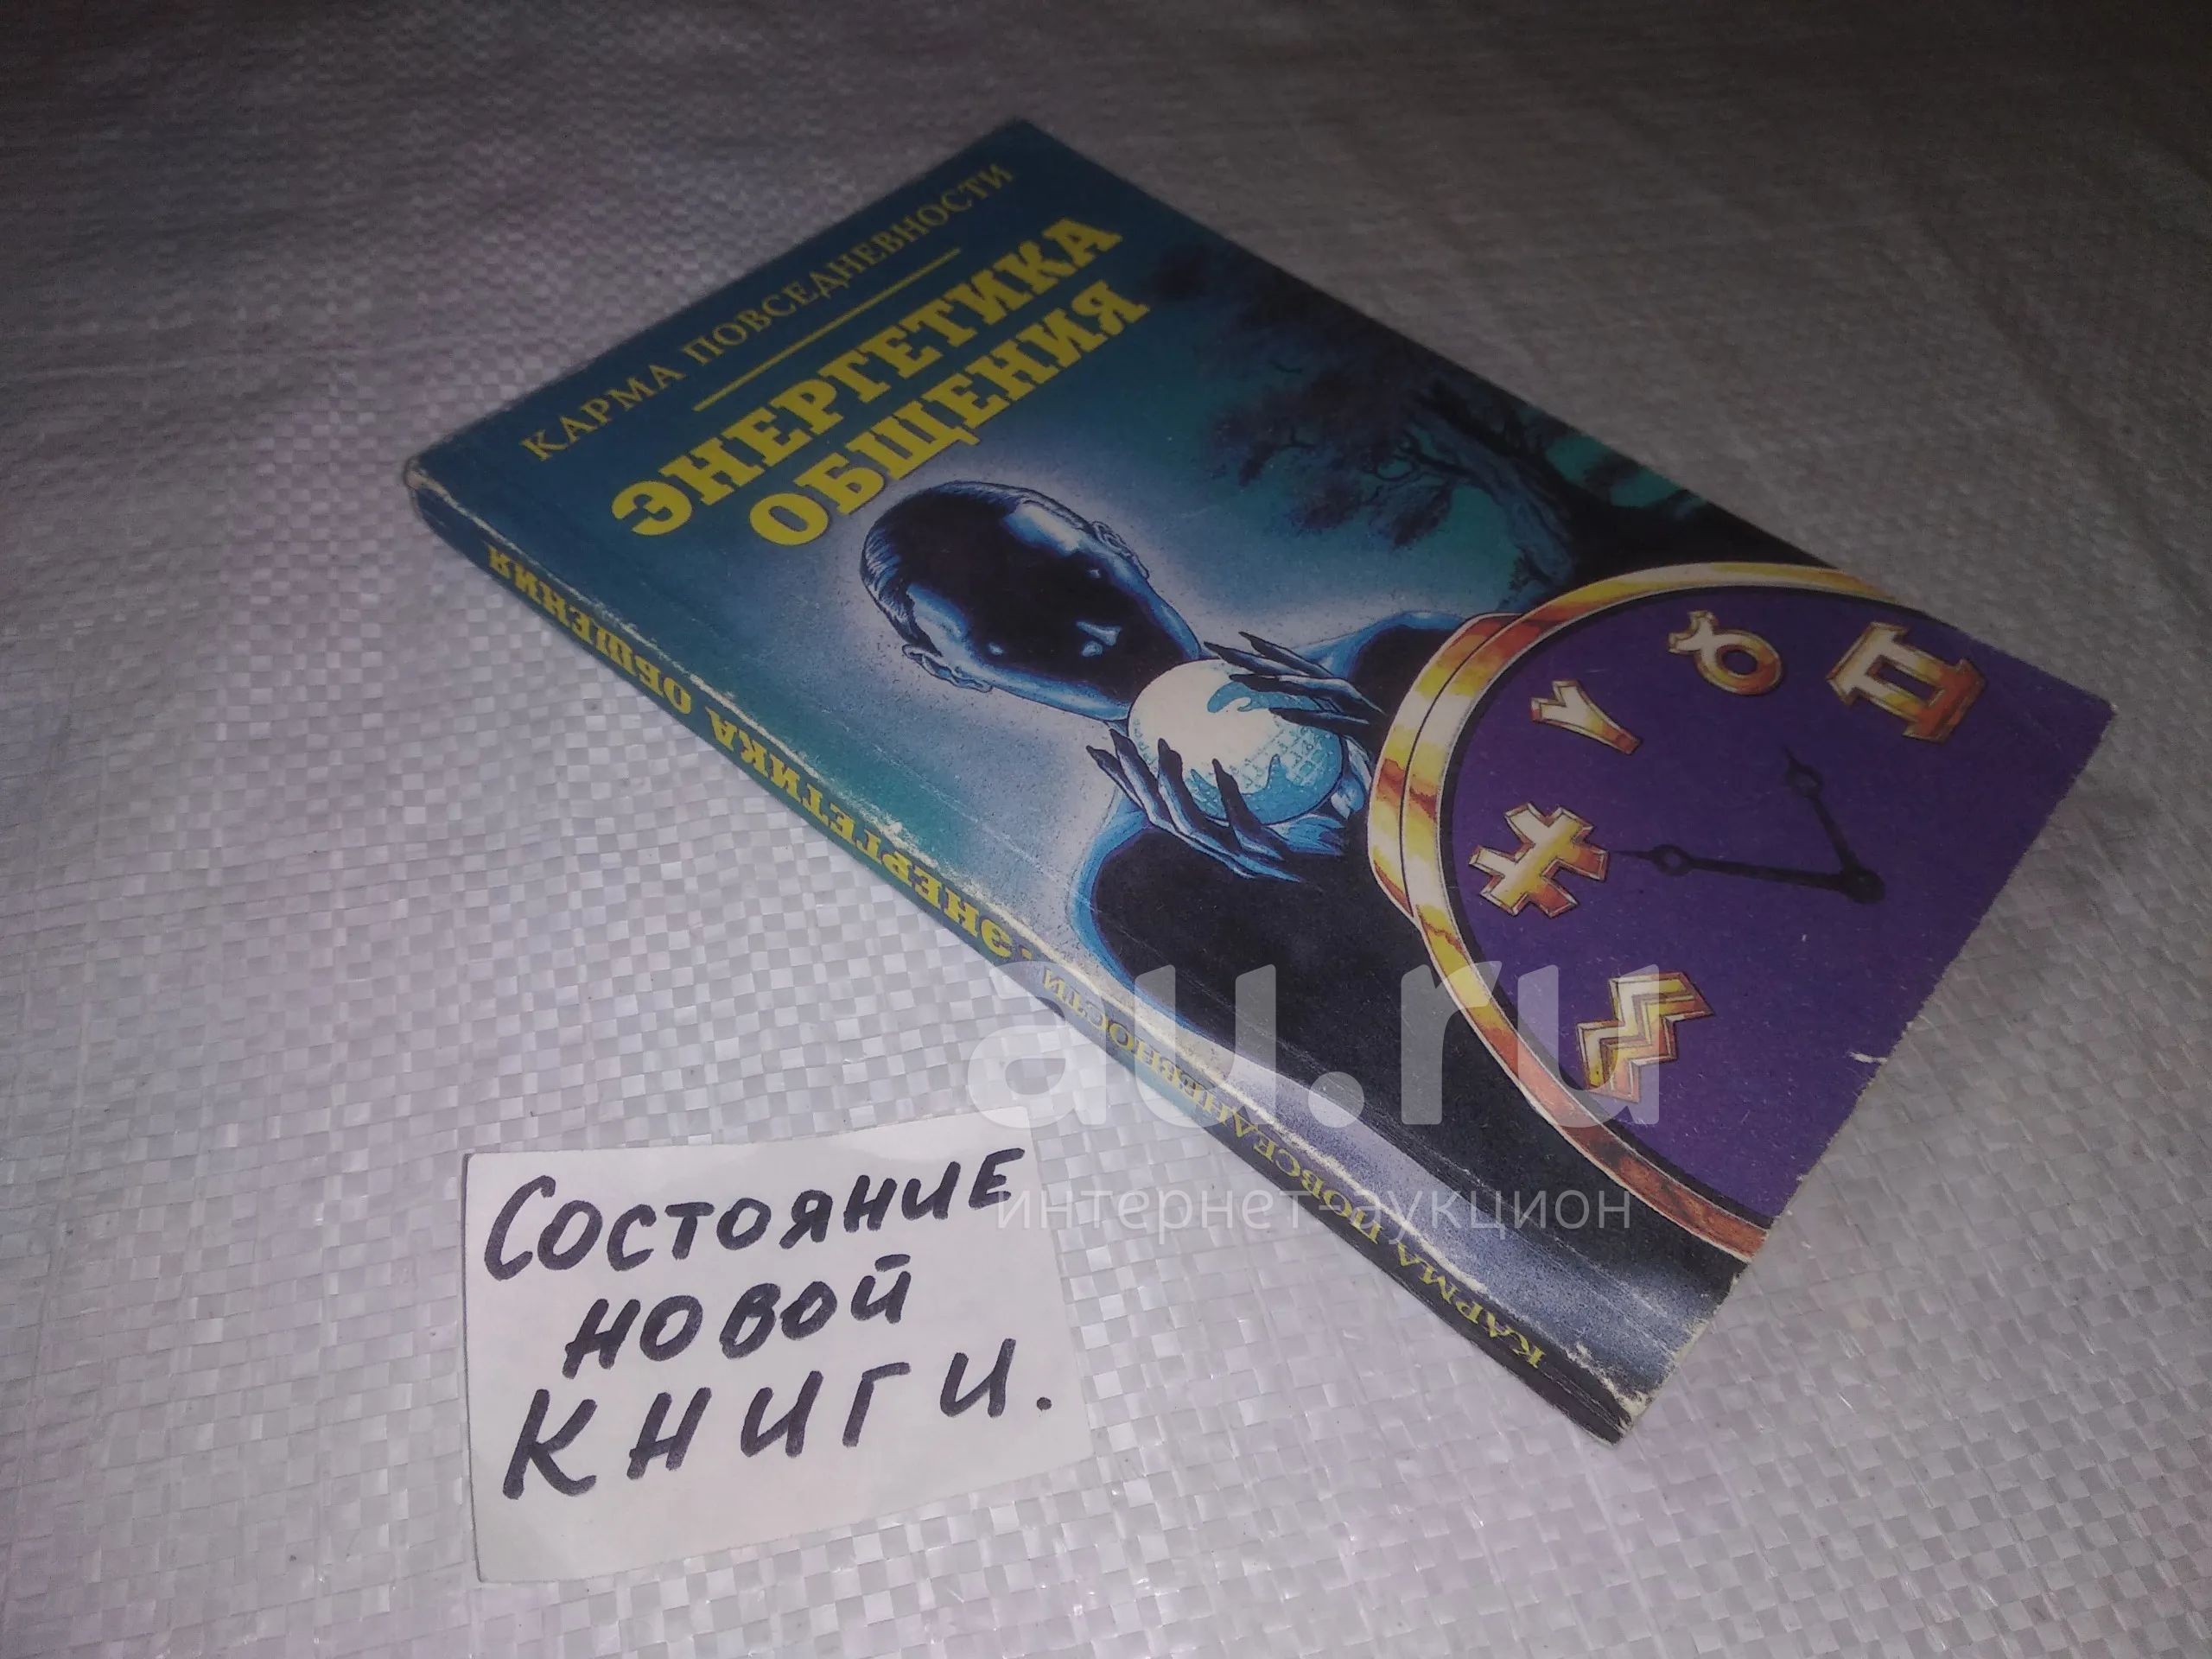 КАРМА ПОВСЕДНЕВНОСТИ
ЭНЕРГЕТИКА
ОБЩЕНИЯ
КАРМА ПОВСЕДНЕВНОСТИ · ЭНЕРГЕТИКА ОБЩЕНИЯ
au.ru
интернет-аукцион
СОСТОЯНИЕ
НОВОЙ
КНИГИ.